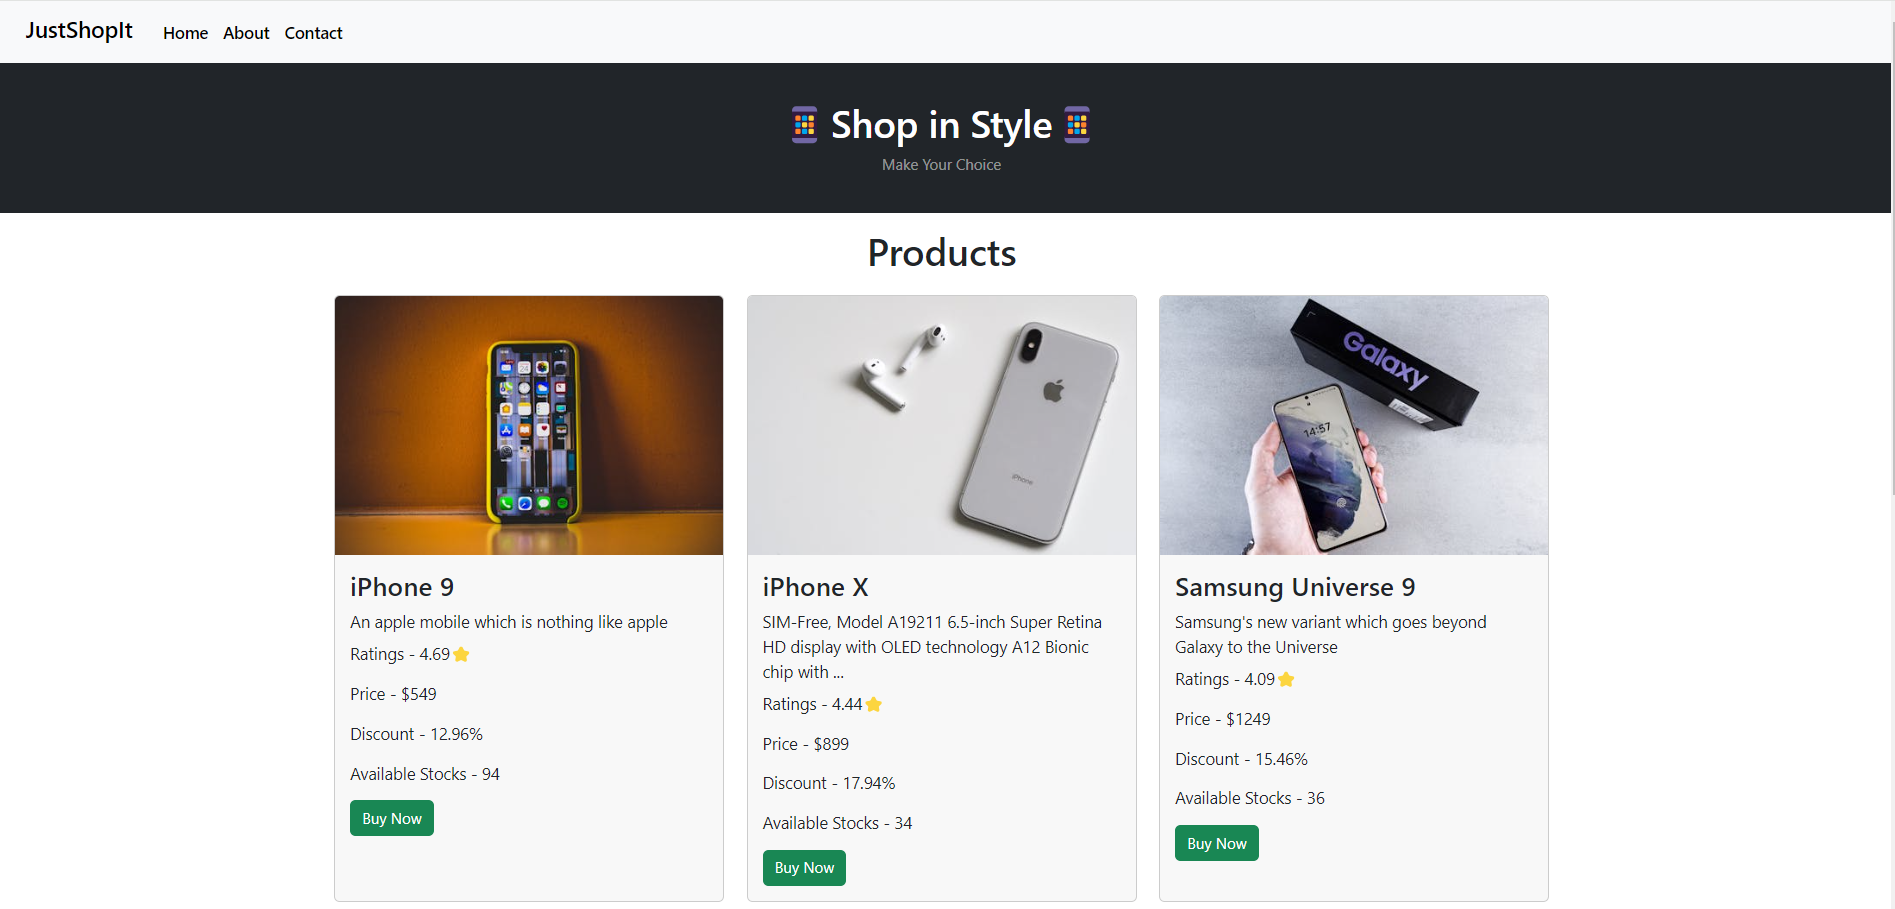 JustShopIt
Home About Contact
Shop in Style
Make Your Choice
Products
iPhone
Galaxy
14:57
iPhone 9
An apple mobile which is nothing like apple
Ratings - 4.69
Price - $549
Discount - 12.96%
Available Stocks - 94
Buy Now
iPhone X
SIM-Free, Model A19211 6.5-inch Super Retina
HD display with OLED technology A12 Bionic
chip with ...
Ratings - 4.44
Price - $899
Discount - 17.94%
Available Stocks - 34
Buy Now
Samsung Universe 9
Samsung's new variant which goes beyond
Galaxy to the Universe
Ratings - 4.09
Price - $1249
Discount - 15.46%
Available Stocks - 36
Buy Now